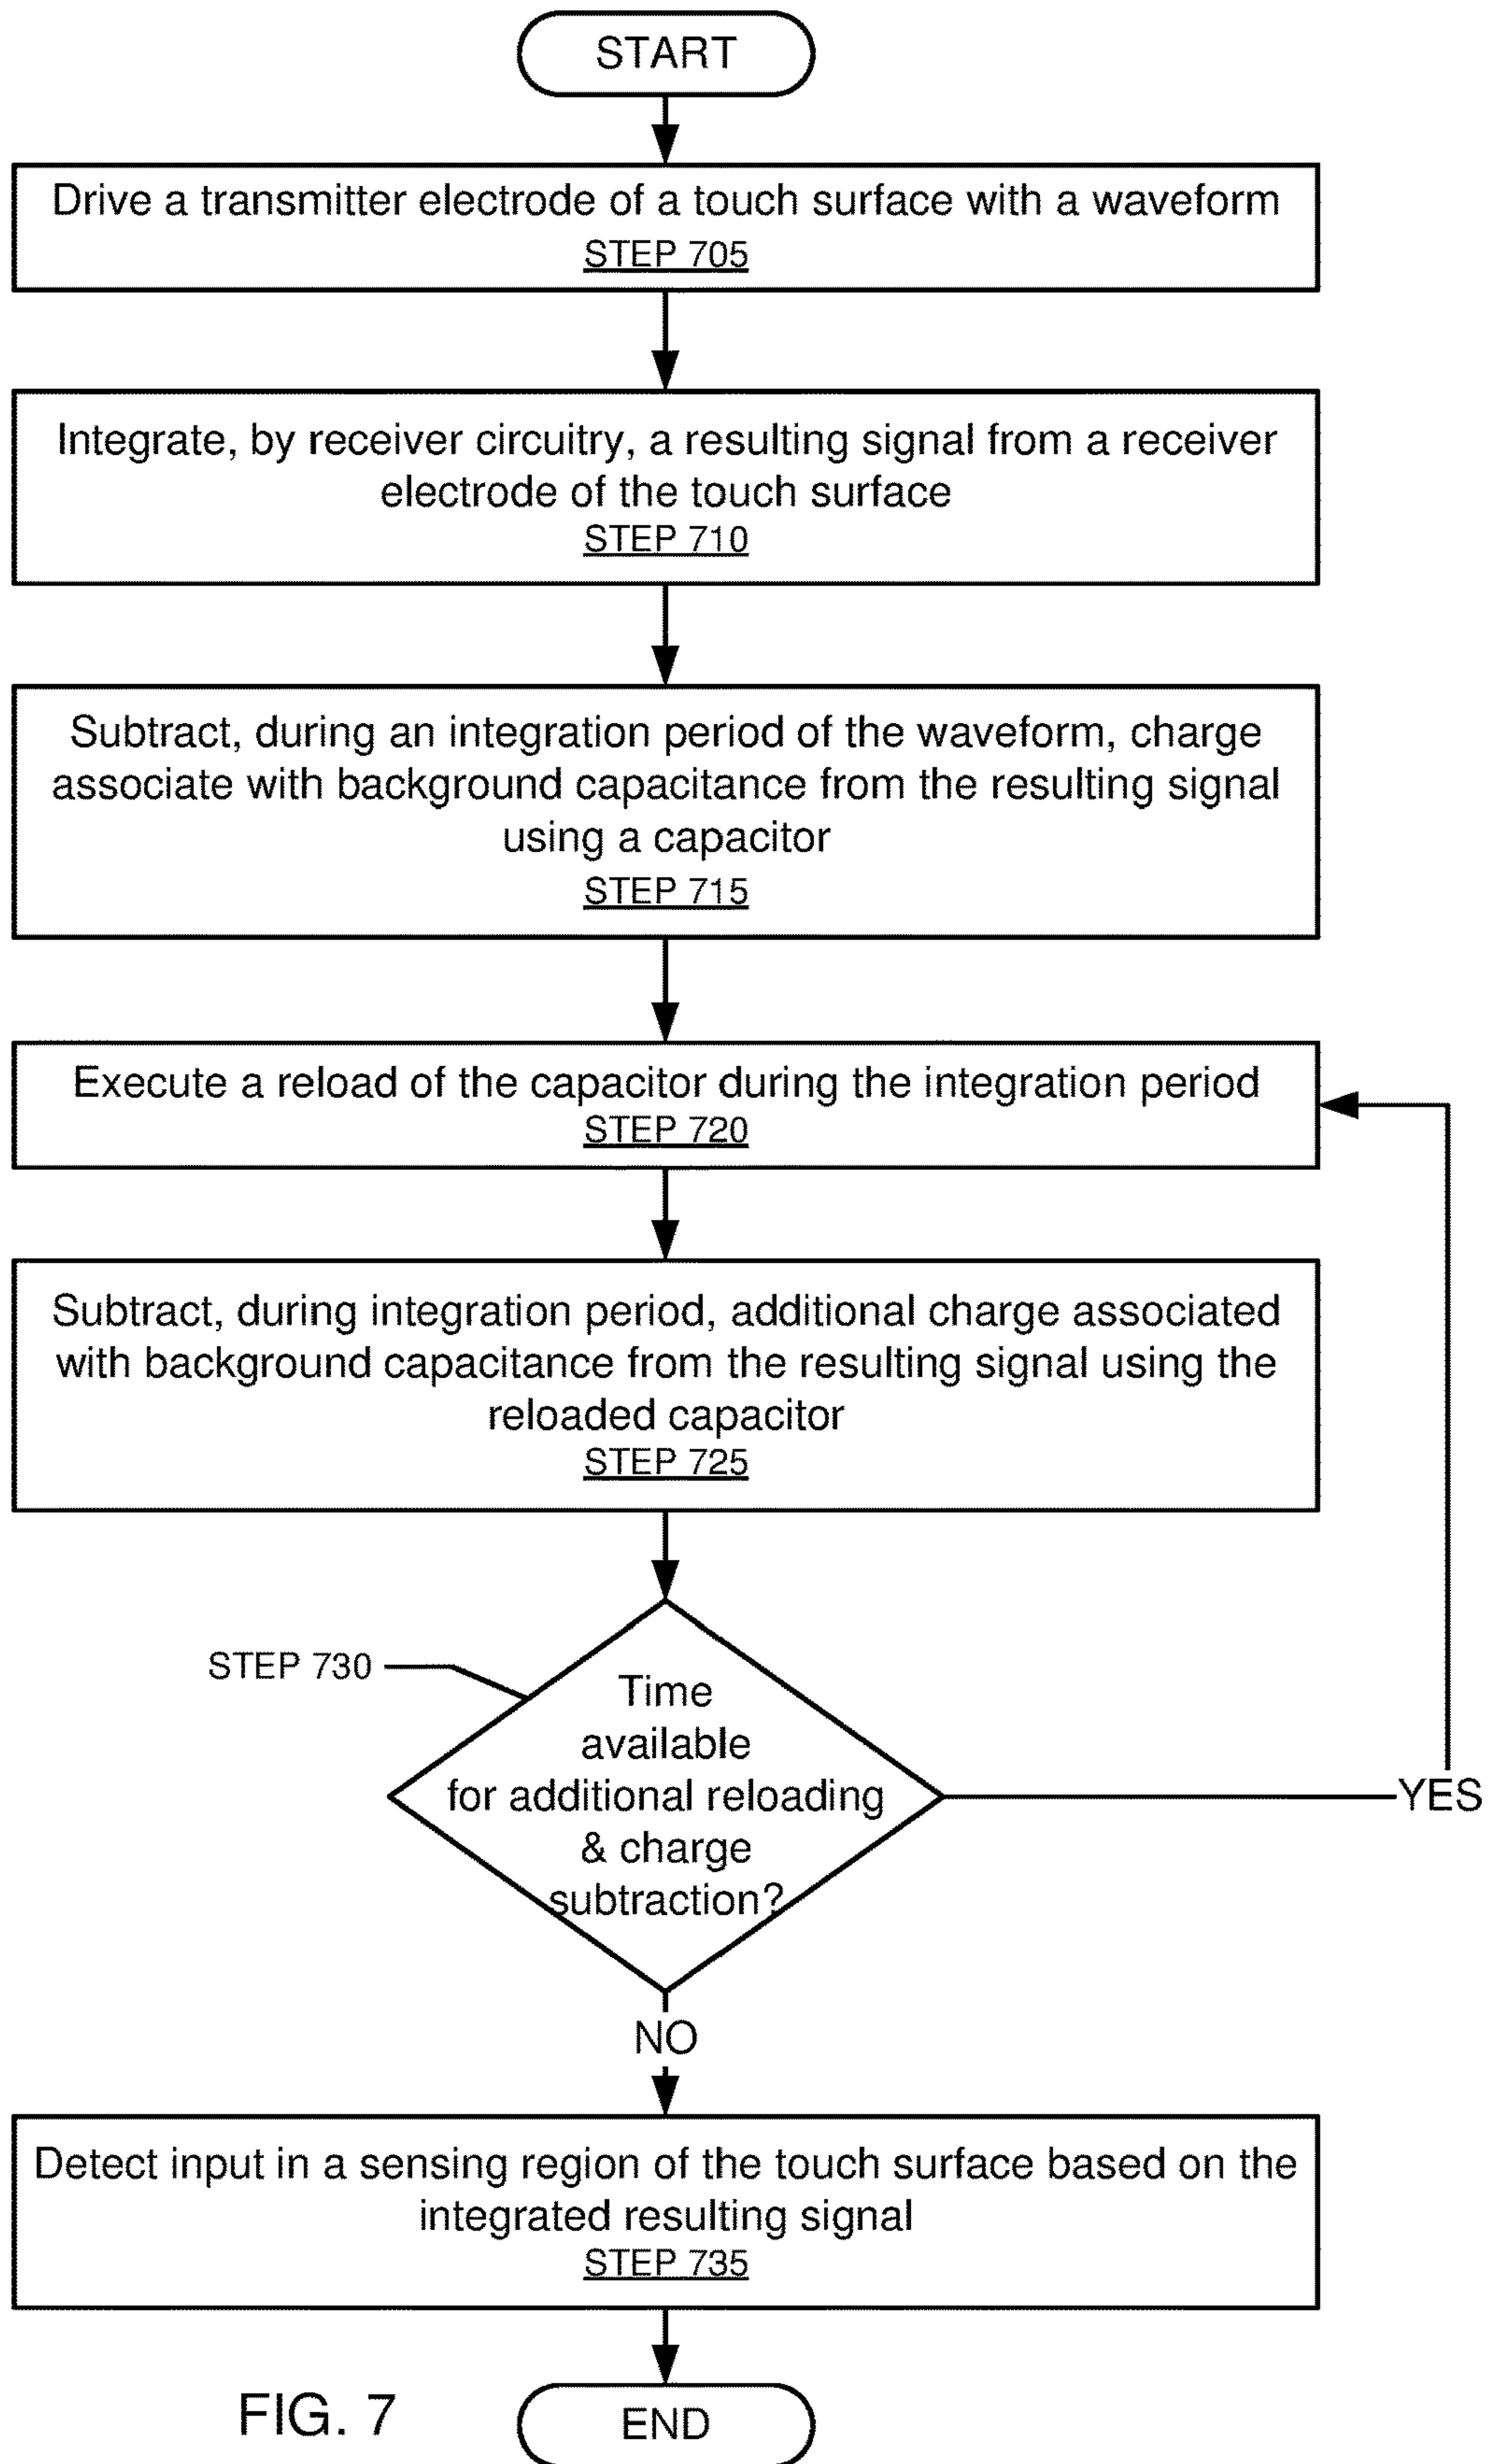 START
Drive a transmitter electrode of a touch surface with a waveform
STEP 705
Integrate, by receiver circuitry, a resulting signal from a receiver
electrode of the touch surface
STEP 710
Subtract, during an integration period of the waveform, charge
associate with background capacitance from the resulting signal
using a capacitor
STEP 715
Execute a reload of the capacitor during the integration period
STEP 720
Subtract, during integration period, additional charge associated
with background capacitance from the resulting signal using the
reloaded capacitor
STEP 725
STEP 730
Time
available
for additional reloading
& charge
subtraction?
YES
NO
Detect input in a sensing region of the touch surface based on the
integrated resulting signal
STEP 735
END
FIG. 7